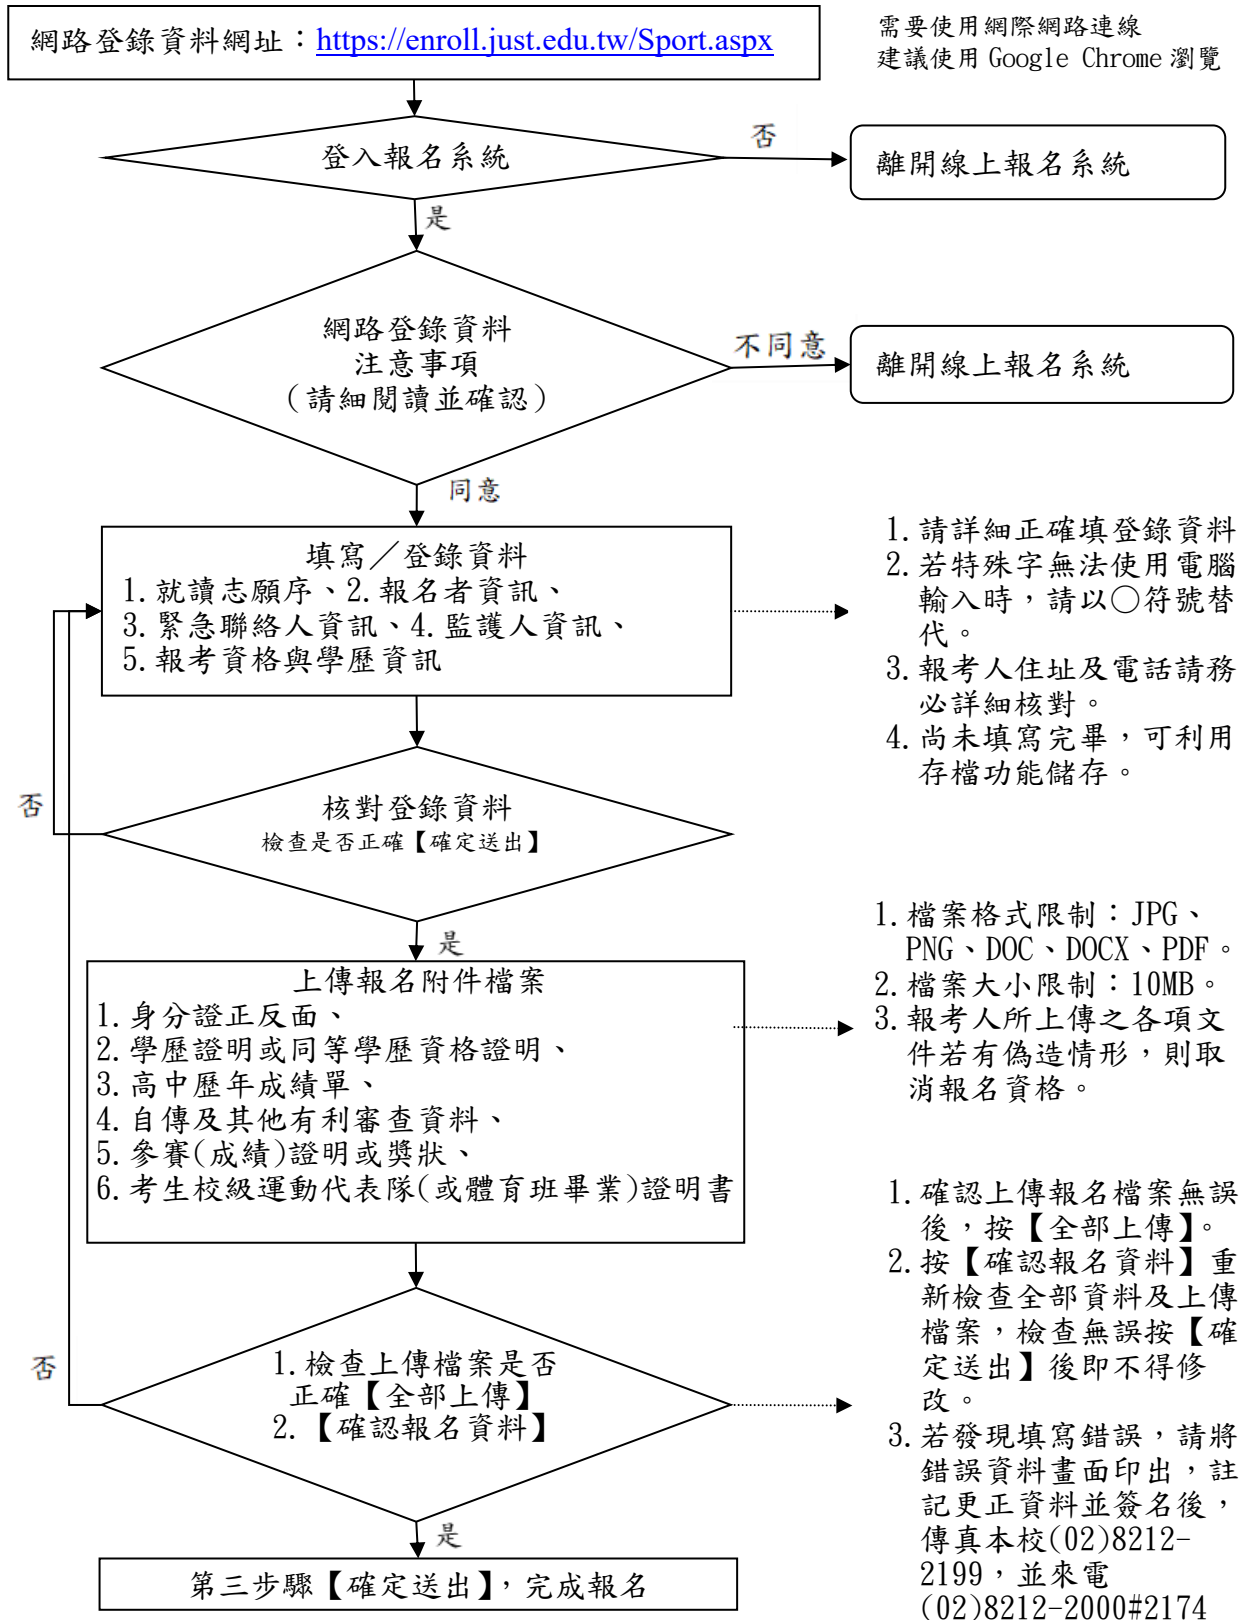 網路登錄資料網址：https://enroll.just.edu.tw/Sport.aspx
需要使用網際網路連線
建議使用 Google Chrome 瀏覽
登入報名系統
否
離開線上報名系統
是
網路登錄資料
注意事項
（請細閱讀並確認）
不同意
離開線上報名系統
同意
填寫／登錄資料
1.就讀志願序、2.報名者資訊、
3.緊急聯絡人資訊、4.監護人資訊、
5.報考資格與學歷資訊
1.請詳細正確填登錄資料
2.若特殊字無法使用電腦
輸入時，請以○符號替
代。
3.報考人住址及電話請務
必詳細核對。
4.尚未填寫完畢，可利用
存檔功能儲存。
否
核對登錄資料
檢查是否正確【確定送出】
是
上傳報名附件檔案
1.身分證正反面、
2.學歷證明或同等學歷資格證明、
3.高中歷年成績單、
4.自傳及其他有利審查資料、
5.參賽(成績)證明或獎狀、
6.考生校級運動代表隊(或體育班畢業)證明書
1.檔案格式限制：JPG、
PNG、DOC、DOCX、PDF。
2.檔案大小限制：10MB。
3.報考人所上傳之各項文
件若有偽造情形，則取
消報名資格。
否
1.檢查上傳檔案是否
正確【全部上傳】
2.【確認報名資料】
1.確認上傳報名檔案無誤
後，按【全部上傳】。
2.按【確認報名資料】重
新檢查全部資料及上傳
檔案，檢查無誤按【確
定送出】後即不得修
改。
3.若發現填寫錯誤，請將
錯誤資料畫面印出，註
記更正資料並簽名後，
傳真本校(02)8212-
2199，並來電
(02)8212-2000#2174
是
第三步驟【確定送出】，完成報名